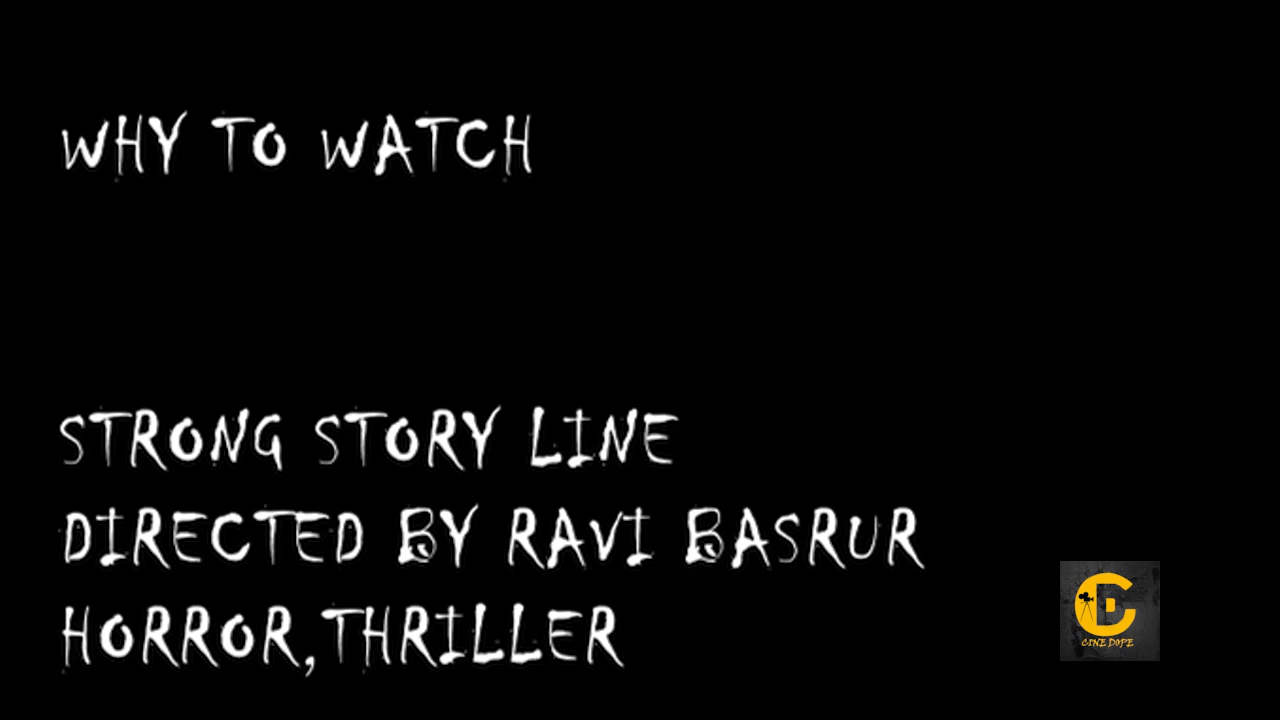 WHY TO WATCH
STRONG STORY LINE
DIRECTED BY RAVI BASRUR
HORROR,THRILLER
CINE DOPE